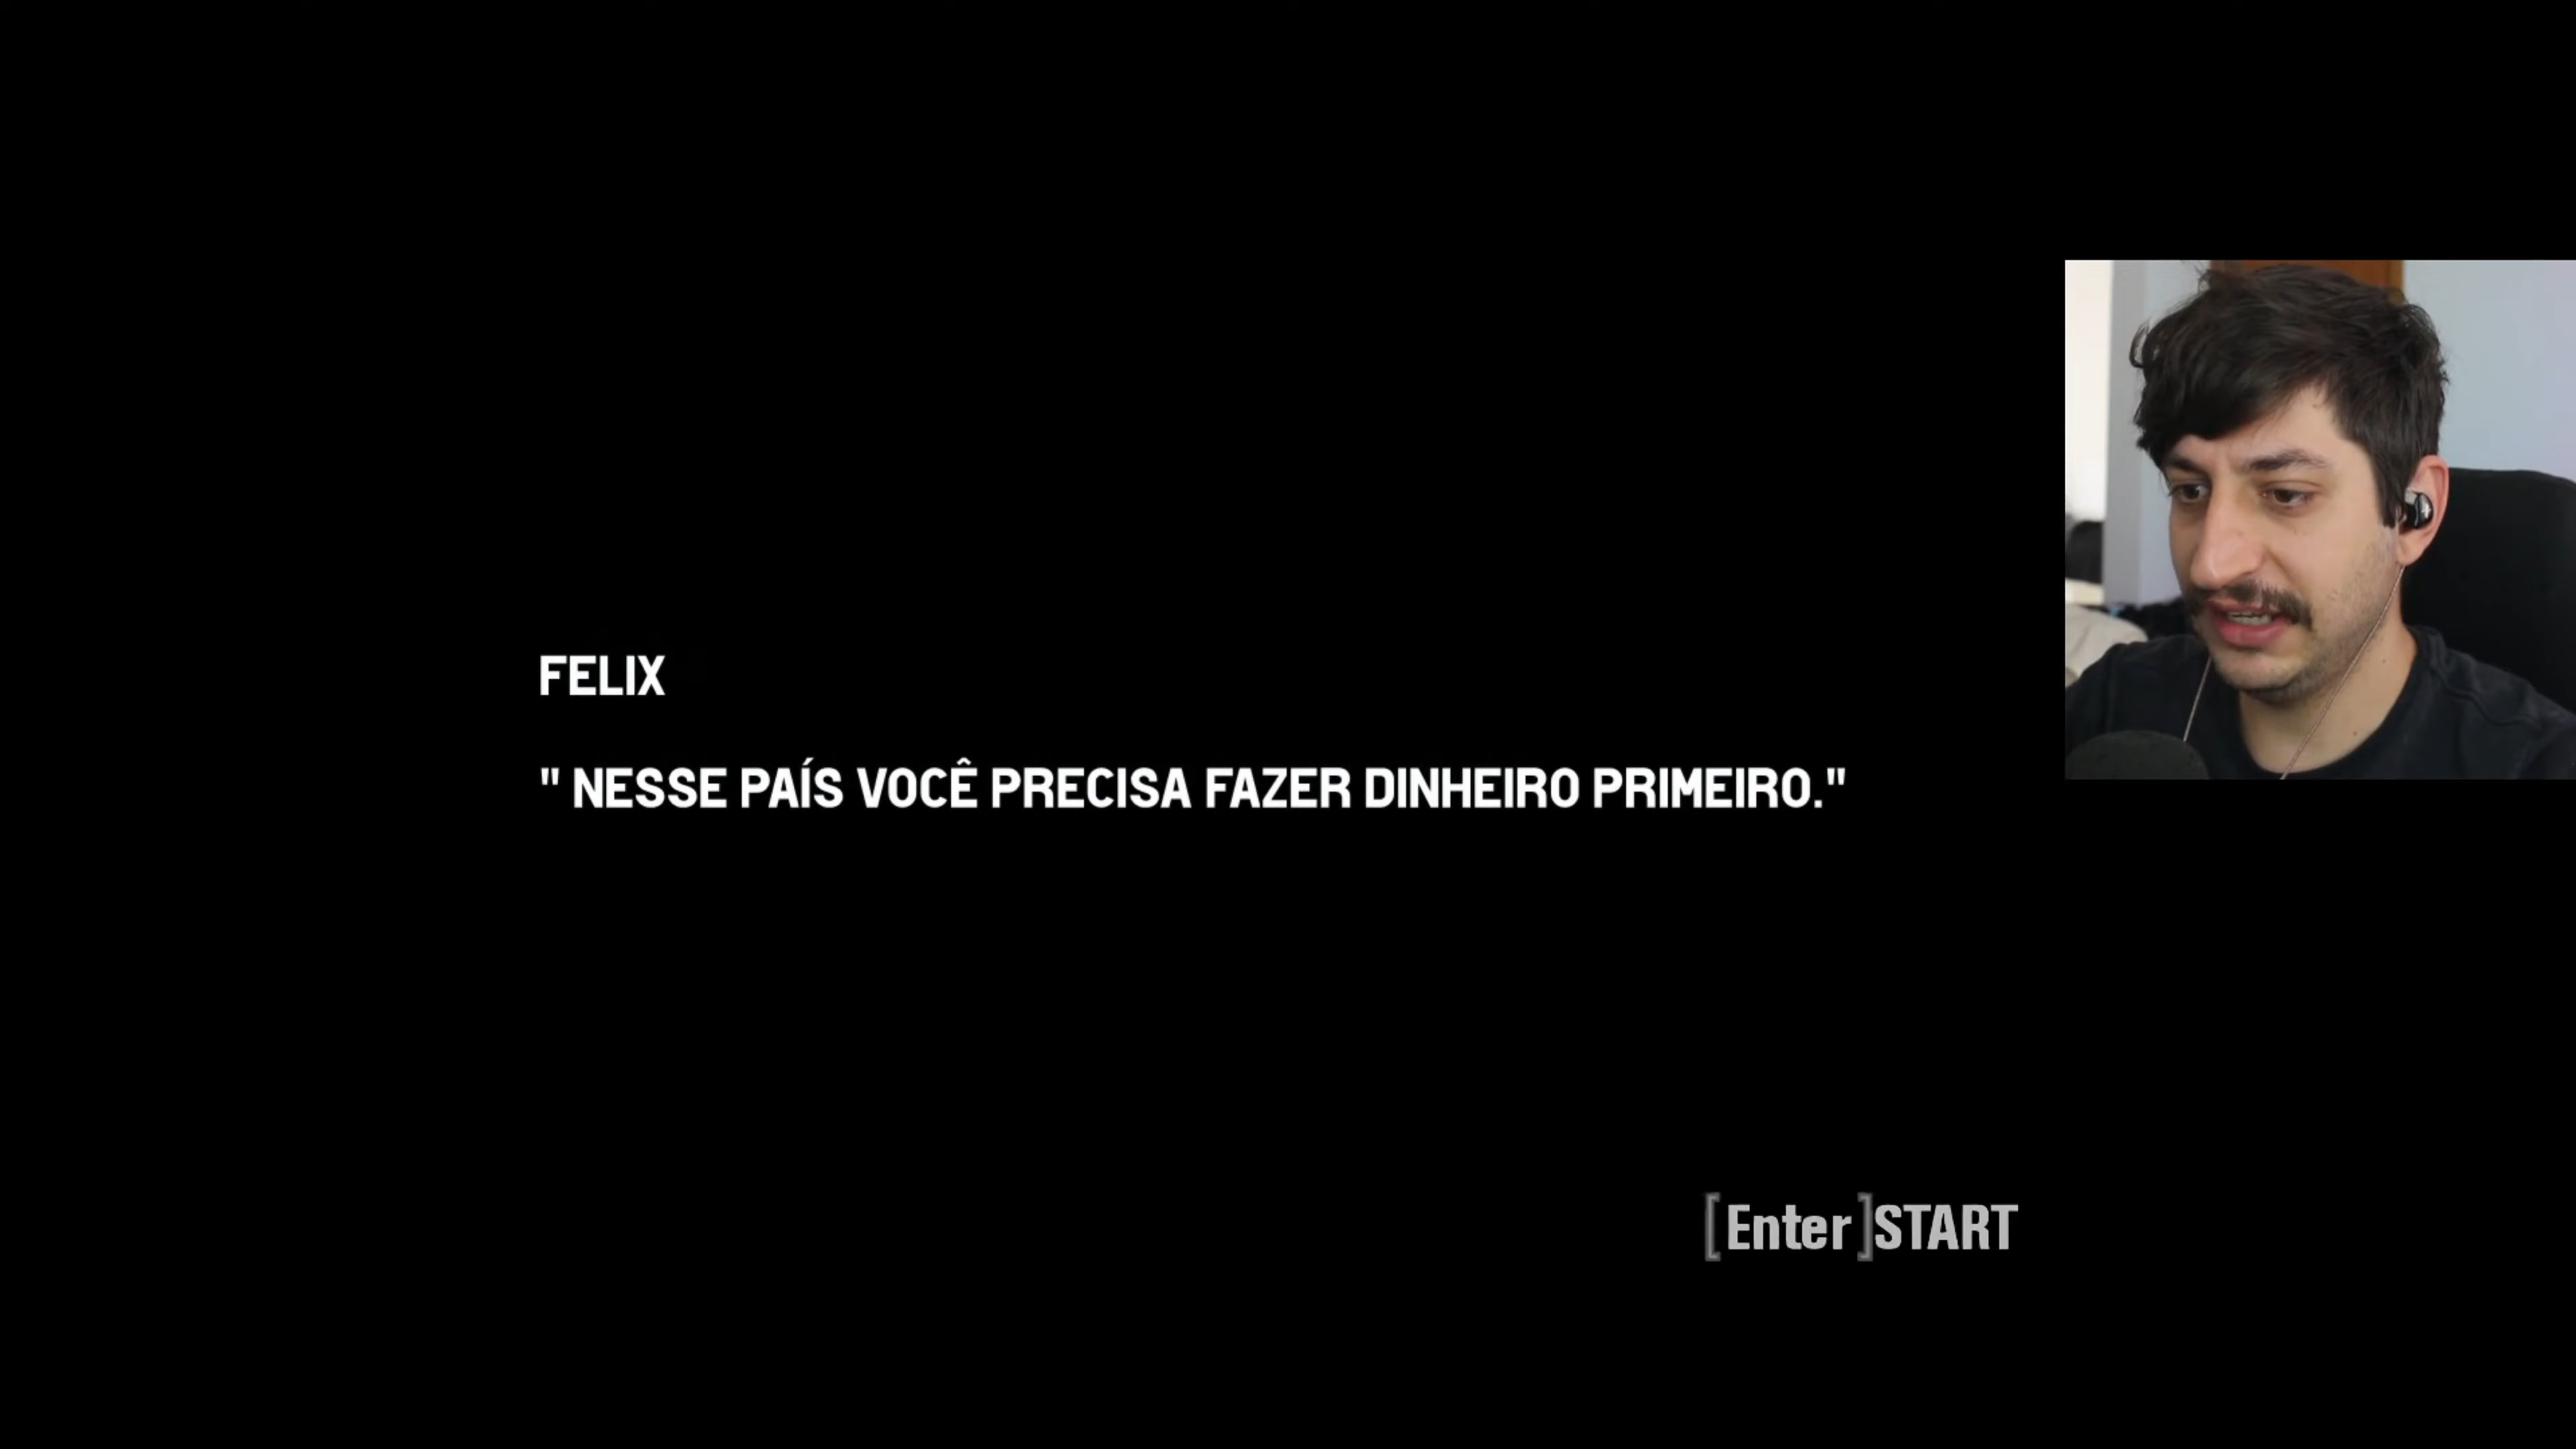 FELIX
" NESSE PAÍS VOCÊ PRECISA FAZER DINHEIRO PRIMEIRO."
[Enter]START